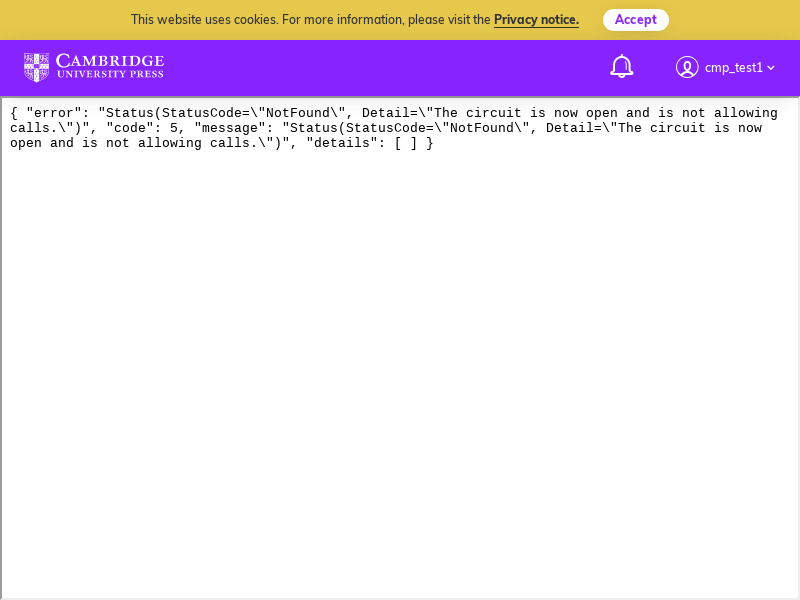 This website uses cookies. For more information, please visit the Privacy notice.
Accept
CAMBRIDGE
UNIVERSITY PRESS
cmp_test1
{ "error": "Status(StatusCode=\"NotFound\", Detail=\"The circuit is now open and is not allowing
calls.\")", "code": 5, "message": "Status(StatusCode=\"NotFound\", Detail=\"The circuit is now
open and is not allowing calls.\")", "details": [ ] }